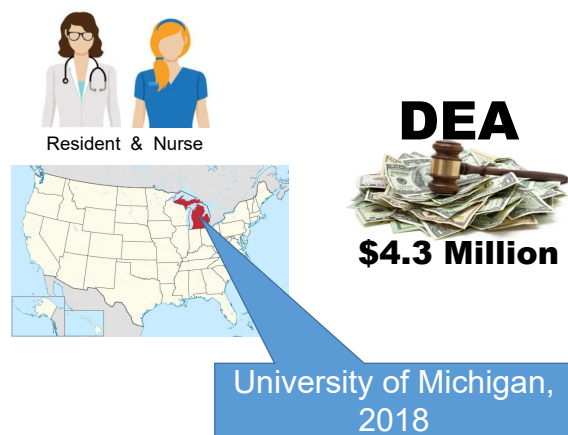 Resident & Nurse
DEA
$4.3 Million
University of Michigan,
2018